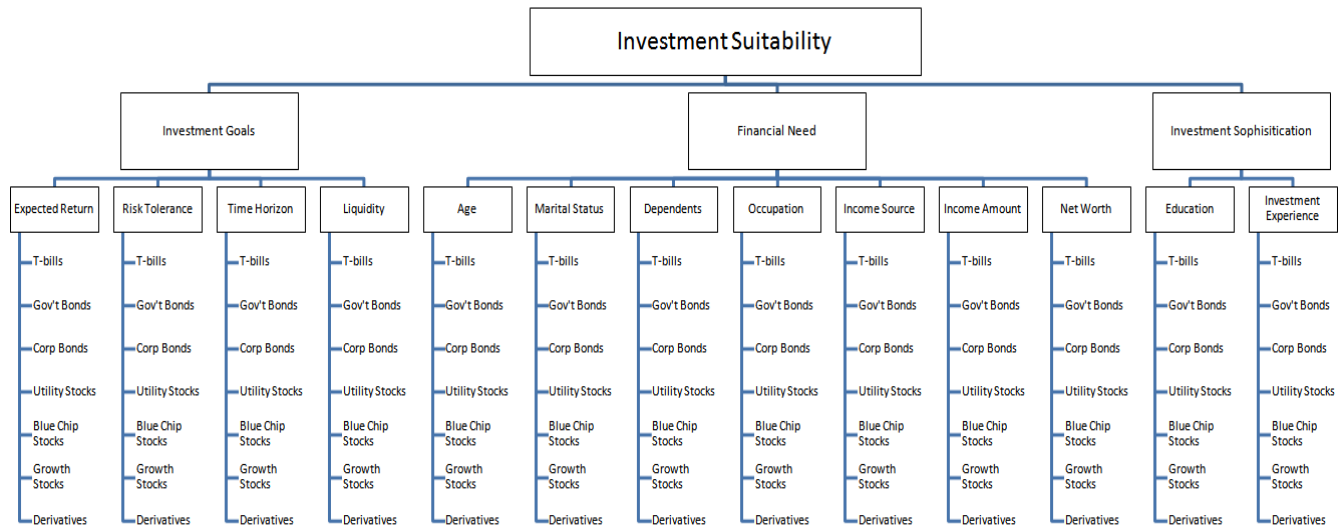 Investment Suitability
Investment Goals
Financial Need
Investment Sophisitication
Expected Return
Risk Tolerance
Time Horizon
Liquidity
Age
Marital Status
Dependents
Occupation
Income Source
Income Amount
Net Worth
Education
Investment
Experience
T-bills T-bills T-bills T-bills T-bills T-bills T-bills T-bills T-bills T-bills T-bills T-bills T-bills
Gov't Bonds Gov't Bonds Gov't Bonds Gov't Bonds Gov't Bonds Gov't Bonds Gov't Bonds Gov't Bonds Gov't Bonds Gov't Bonds Gov't Bonds Gov't Bonds Gov't Bonds
Corp Bonds Corp Bonds Corp Bonds Corp Bonds Corp Bonds Corp Bonds Corp Bonds Corp Bonds Corp Bonds Corp Bonds Corp Bonds Corp Bonds Corp Bonds
Utility Stocks Utility Stocks Utility Stocks Utility Stocks Utility Stocks Utility Stocks Utility Stocks Utility Stocks Utility Stocks Utility Stocks Utility Stocks Utility Stocks Utility Stocks
Blue Chip Blue Chip Blue Chip Blue Chip Blue Chip Blue Chip Blue Chip Blue Chip Blue Chip Blue Chip Blue Chip Blue Chip Blue Chip
Stocks Stocks Stocks Stocks Stocks Stocks Stocks Stocks Stocks Stocks Stocks Stocks Stocks
Growth Growth Growth Growth Growth Growth Growth Growth Growth Growth Growth Growth Growth
Stocks Stocks Stocks Stocks Stocks Stocks Stocks Stocks Stocks Stocks Stocks Stocks Stocks
Derivatives Derivatives Derivatives Derivatives Derivatives Derivatives Derivatives Derivatives Derivatives Derivatives Derivatives Derivatives Derivatives